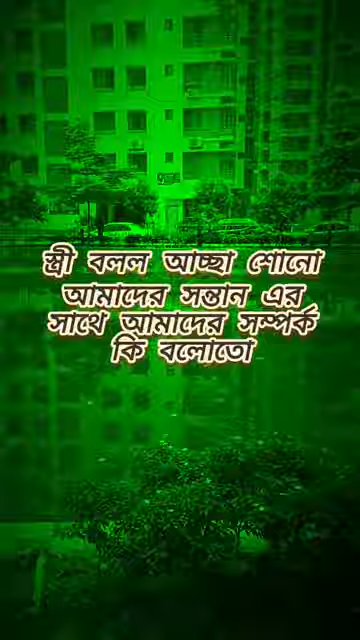 স্ত্রী বলল আচ্ছা শোনো
আমাদের সন্তান এর
সাথে আমাদের সম্পর্ক
কি বলোতো